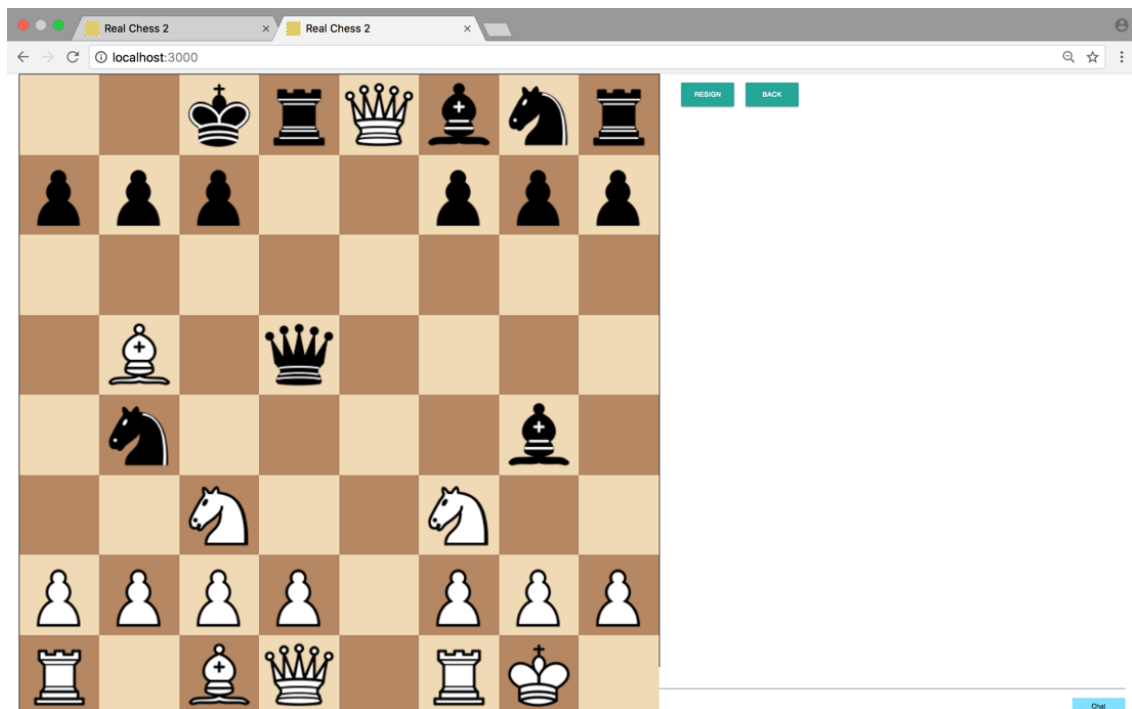 Real Chess 2
Real Chess 2
localhost:3000
RESIGN
BACK
Chat